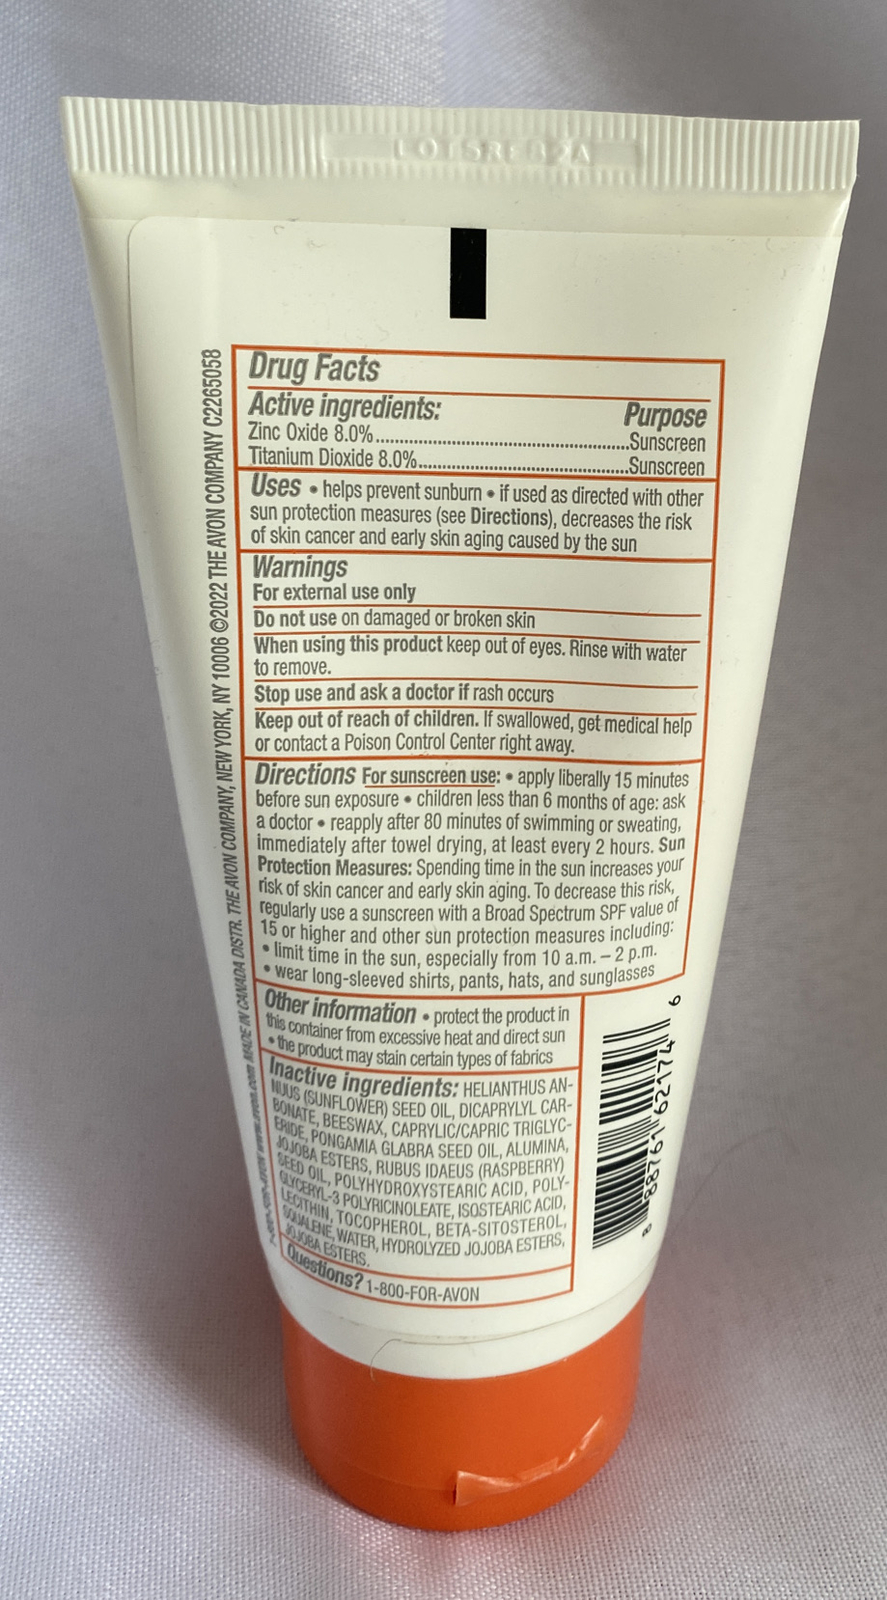 Drug Facts
Active ingredients: Purpose
Zinc Oxide 8.0%......................................................Sunscreen
Titanium Dioxide 8.0%.............................................Sunscreen
Uses • helps prevent sunburn • if used as directed with other
sun protection measures (see Directions), decreases the risk
of skin cancer and early skin aging caused by the sun
Warnings
For external use only
Do not use on damaged or broken skin
When using this product keep out of eyes. Rinse with water
to remove.
Stop use and ask a doctor if rash occurs
Keep out of reach of children. If swallowed, get medical help
or contact a Poison Control Center right away.
Directions For sunscreen use: • apply liberally 15 minutes
before sun exposure • children less than 6 months of age: ask
a doctor • reapply after 80 minutes of swimming or sweating,
immediately after towel drying, at least every 2 hours. Sun
Protection Measures: Spending time in the sun increases your
risk of skin cancer and early skin aging. To decrease this risk,
regularly use a sunscreen with a Broad Spectrum SPF value of
15 or higher and other sun protection measures including:
• limit time in the sun, especially from 10 a.m. – 2 p.m.
• wear long-sleeved shirts, pants, hats, and sunglasses
Other information • protect the product in
this container from excessive heat and direct sun
• the product may stain certain types of fabrics
Inactive ingredients: HELIANTHUS AN-
NUUS (SUNFLOWER) SEED OIL, DICAPRYLYL CAR-
BONATE, BEESWAX, CAPRYLIC/CAPRIC TRIGLYC-
ERIDE, PONGAMIA GLABRA SEED OIL, ALUMINA,
JOJOBA ESTERS, RUBUS IDAEUS (RASPBERRY)
SEED OIL, POLYHYDROXYSTEARIC ACID, POLY-
GLYCERYL-3 POLYRICINOLEATE, ISOSTEARIC ACID,
LECITHIN, TOCOPHEROL, BETA-SITOSTEROL,
SQUALENE, WATER, HYDROLYZED JOJOBA ESTERS,
JOJOBA ESTERS.
Questions? 1-800-FOR-AVON
1-800-FOR-AVON www.avon.com MADE IN CANADA DISTR. THE AVON COMPANY, NEW YORK, NY 10006 ©2022 THE AVON COMPANY C2265058
8 88761 62174 6